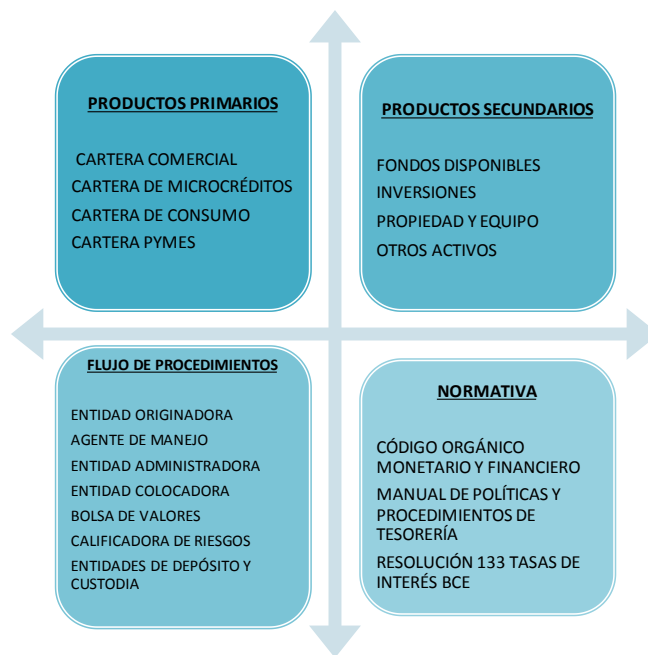 PRODUCTOS PRIMARIOS
CARTERA COMERCIAL
CARTERA DE MICROCRÉDITOS
CARTERA DE CONSUMO
CARTERA PYMES
PRODUCTOS SECUNDARIOS
FONDOS DISPONIBLES
INVERSIONES
PROPIEDAD Y EQUIPO
OTROS ACTIVOS
FLUJO DE PROCEDIMIENTOS
ENTIDAD ORIGINADORA
AGENTE DE MANEJO
ENTIDAD ADMINISTRADORA
ENTIDAD COLOCADORA
BOLSA DE VALORES
CALIFICADORA DE RIESGOS
ENTIDADES DE DEPÓSITO Y
CUSTODIA
NORMATIVA
CÓDIGO ORGÁNICO
MONETARIO Y FINANCIERO
MANUAL DE POLÍTICAS Y
PROCEDIMIENTOS DE
TESORERÍA
RESOLUCIÓN 133 TASAS DE
INTERÉS BCE